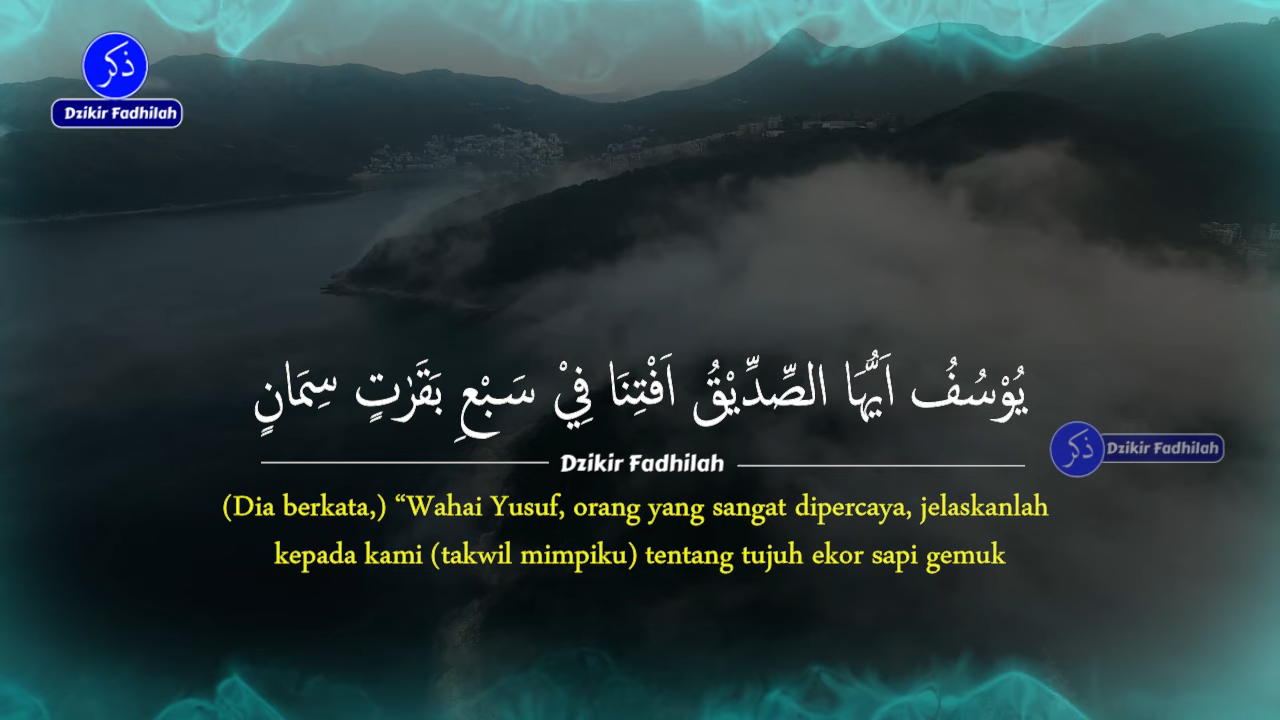 ذكر
Dzikir Fadhilah
يُوْسُفُ اَيُّهَا الصِّدِّيْقُ اَفْتِنَا فِيْ سَبْعِ بَقَرٰتٍ سِمَانٍ
ذكر
Dzikir Fadhilah
Dzikir Fadhilah
(Dia berkata,) “Wahai Yusuf, orang yang sangat dipercaya, jelaskanlah
kepada kami (takwil mimpiku) tentang tujuh ekor sapi gemuk